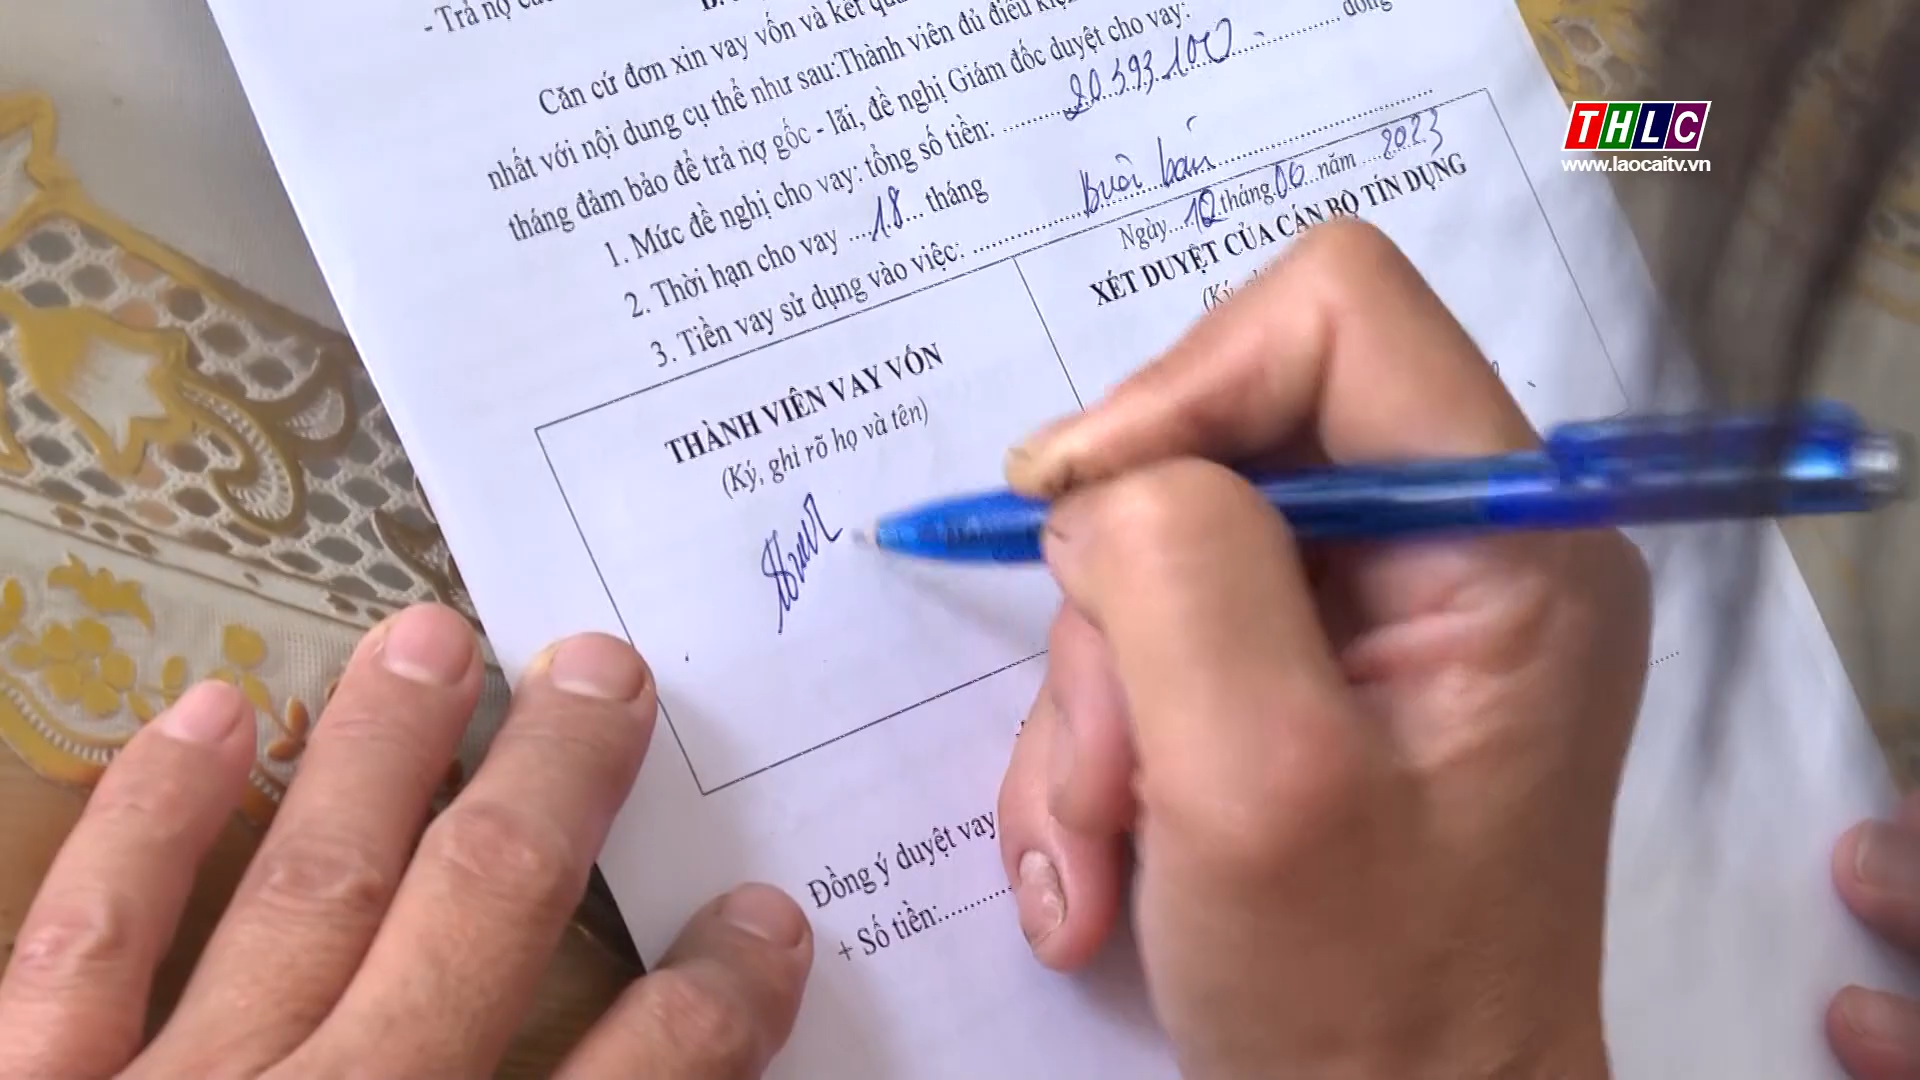 - Trả nợ
Căn cứ đơn xin vay vốn và kết quả
nhất với nội dung cụ thể như sau:Thành viên đủ điều kiện
tháng đảm bảo để trả nợ gốc - lãi, đề nghị Giám đốc duyệt cho vay:
1. Mức đề nghị cho vay: tổng số tiền: .......... đồng
2. Thời hạn cho vay ...18... tháng
3. Tiền vay sử dụng vào việc: .......... buôn bán ..........
Ngày...12.tháng.06...năm ....2023
XÉT DUYỆT CỦA CÁN BỘ TÍN DỤNG
(Ký, ghi
THÀNH VIÊN VAY VỐN
(Ký, ghi rõ họ và tên)
Đồng ý duyệt vay
+ Số tiền:..........
THLC
www.laocaitv.vn